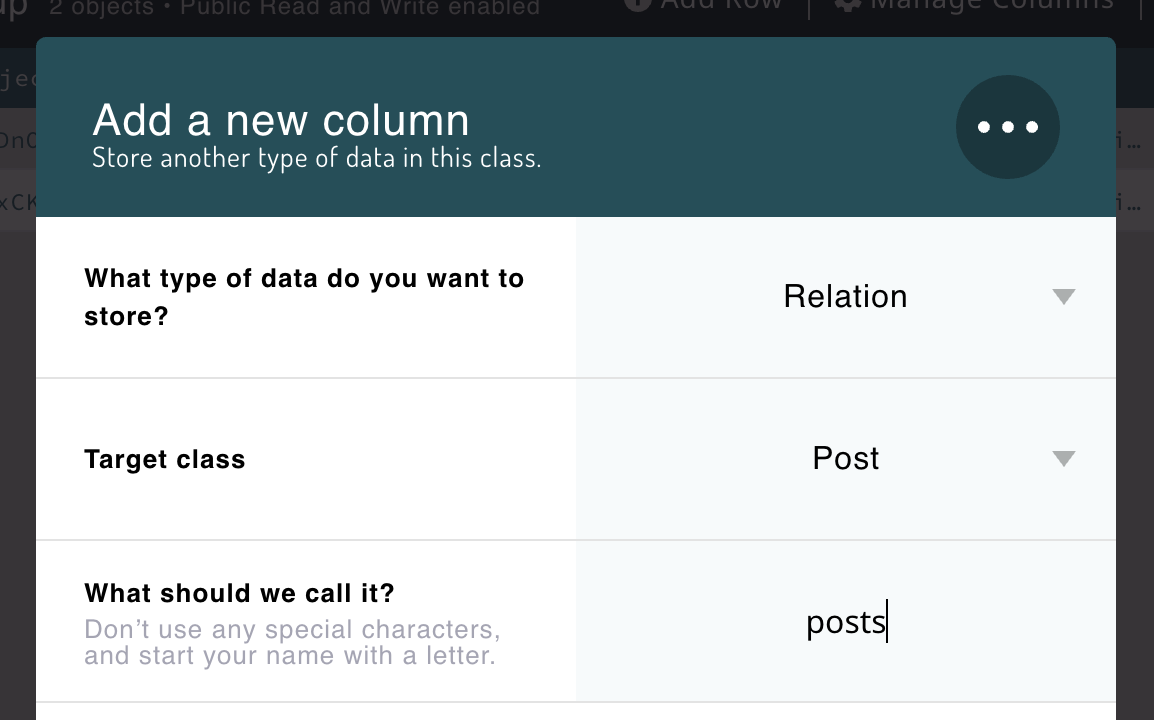 2 objects • Public Read and Write enabled
Add Row
Manage Columns
Add a new column
Store another type of data in this class.
What type of data do you want to
store?
Relation
Target class
Post
What should we call it?
Don’t use any special characters,
and start your name with a letter.
posts